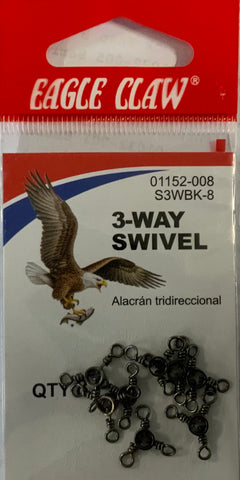 EAGLE CLAW®
01152-008
S3WBK-8
3-WAY
SWIVEL
Alacrán tridireccional
QTY